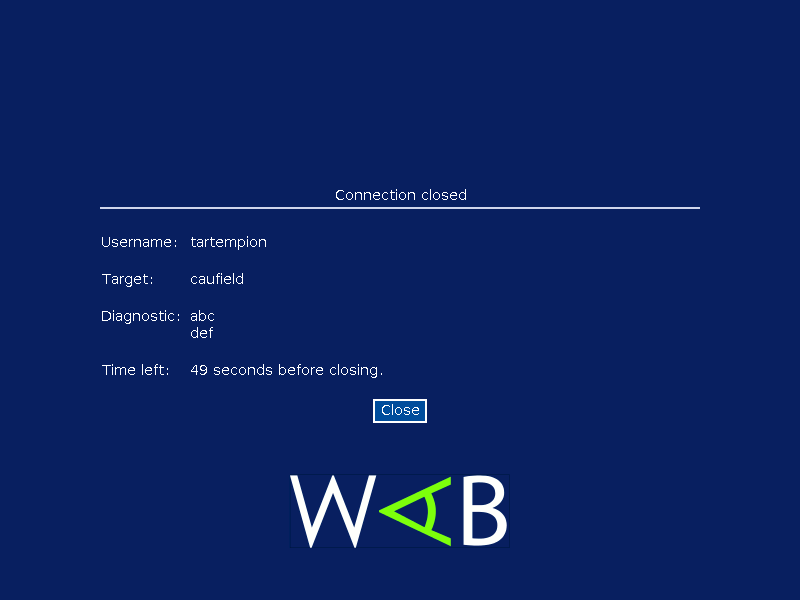 Connection closed
Username: tartempion
Target: caufield
Diagnostic: abc
def
Time left: 49 seconds before closing.
Close
WAB